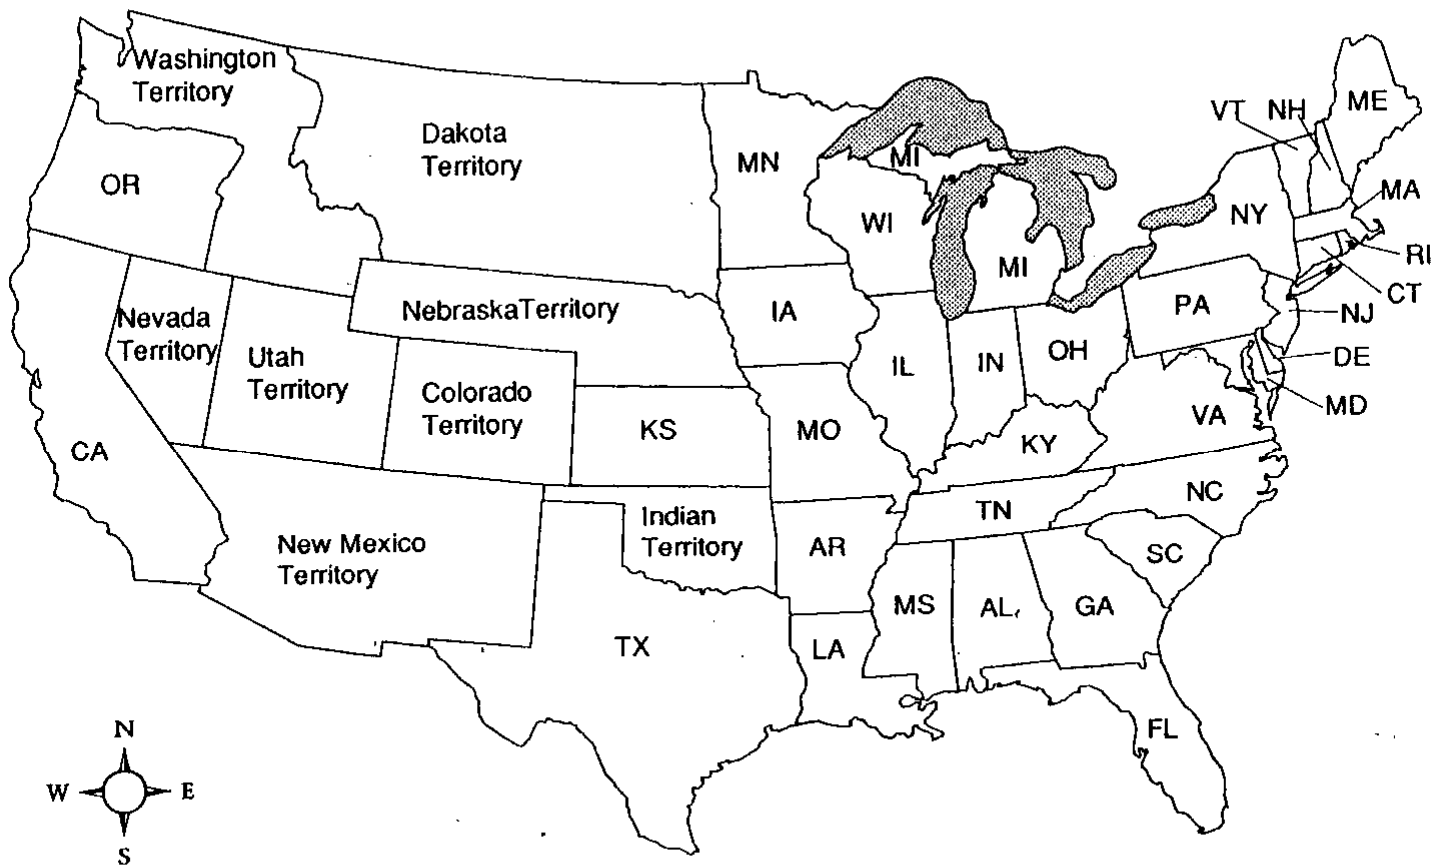 Washington
Territory
VT
NH
ME
Dakota
Territory
MN
MI
OR
MA
WI
NY
RI
MI
CT
Nebraska Territory
IA
PA
NJ
Nevada
Territory
Utah
Territory
OH
IL
IN
DE
Colorado
Territory
MD
VA
KS
MO
KY
CA
NC
TN
Indian
Territory
New Mexico
Territory
AR
SC
MS
AL
GA
TX
LA
FL
N
W
E
S